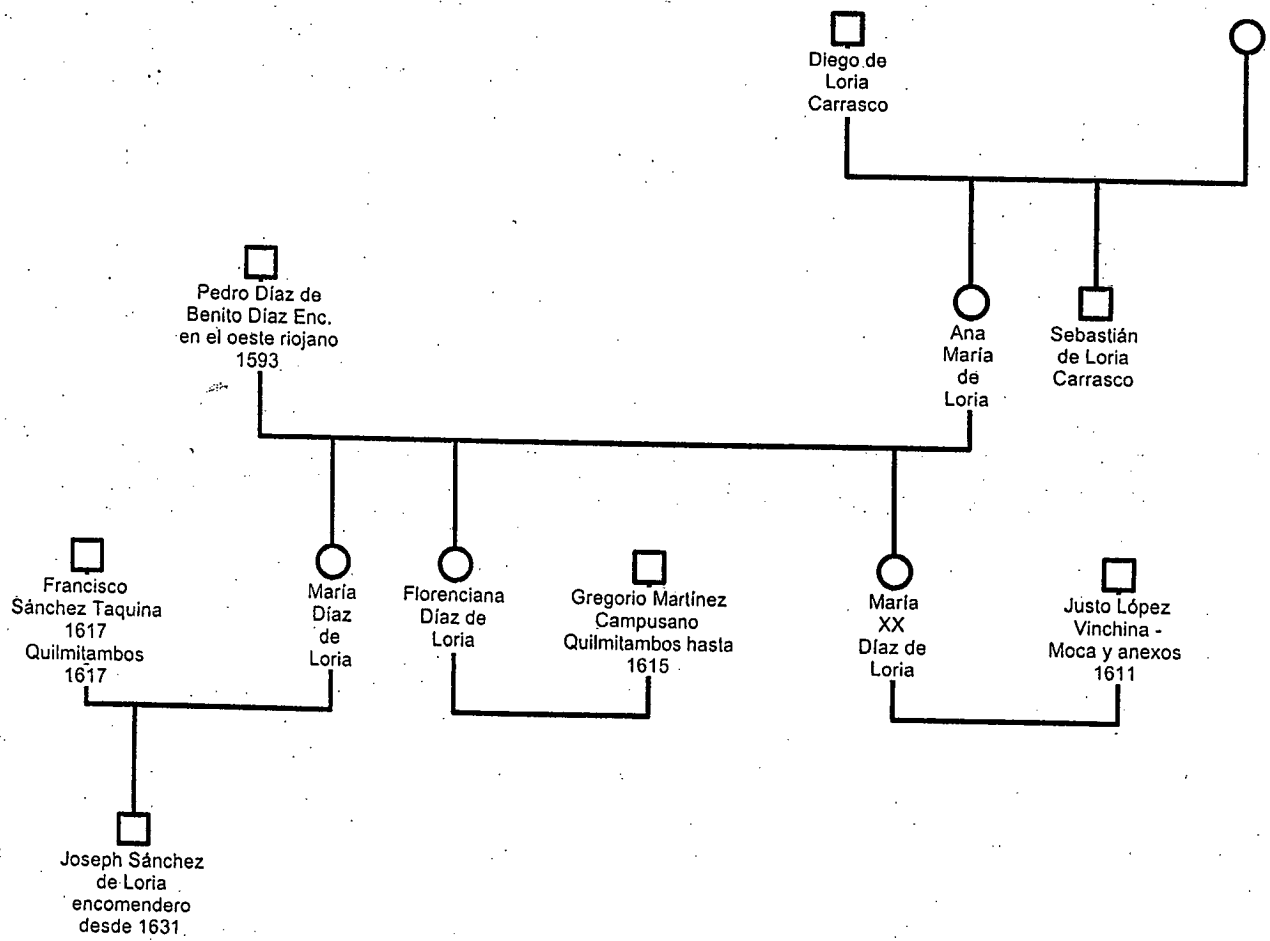 Diego de
Loria
Carrasco
Pedro Díaz de
Benito Díaz Enc.
en el oeste riojano
1593
Ana
María
de
Loria
Sebastián
de Loria
Carrasco
Francisco
Sánchez Taquina
1617
Quilmitambos
1617
María
Díaz
de
Loria
Florenciana
Díaz de
Loria
Gregorio Martínez
Campusano
Quilmitambos hasta
1615
María
XX
Díaz de
Loria
Justo López
Vinchina -
Moca y anexos
1611
Joseph Sánchez
de Loria
encomendero
desde 1631